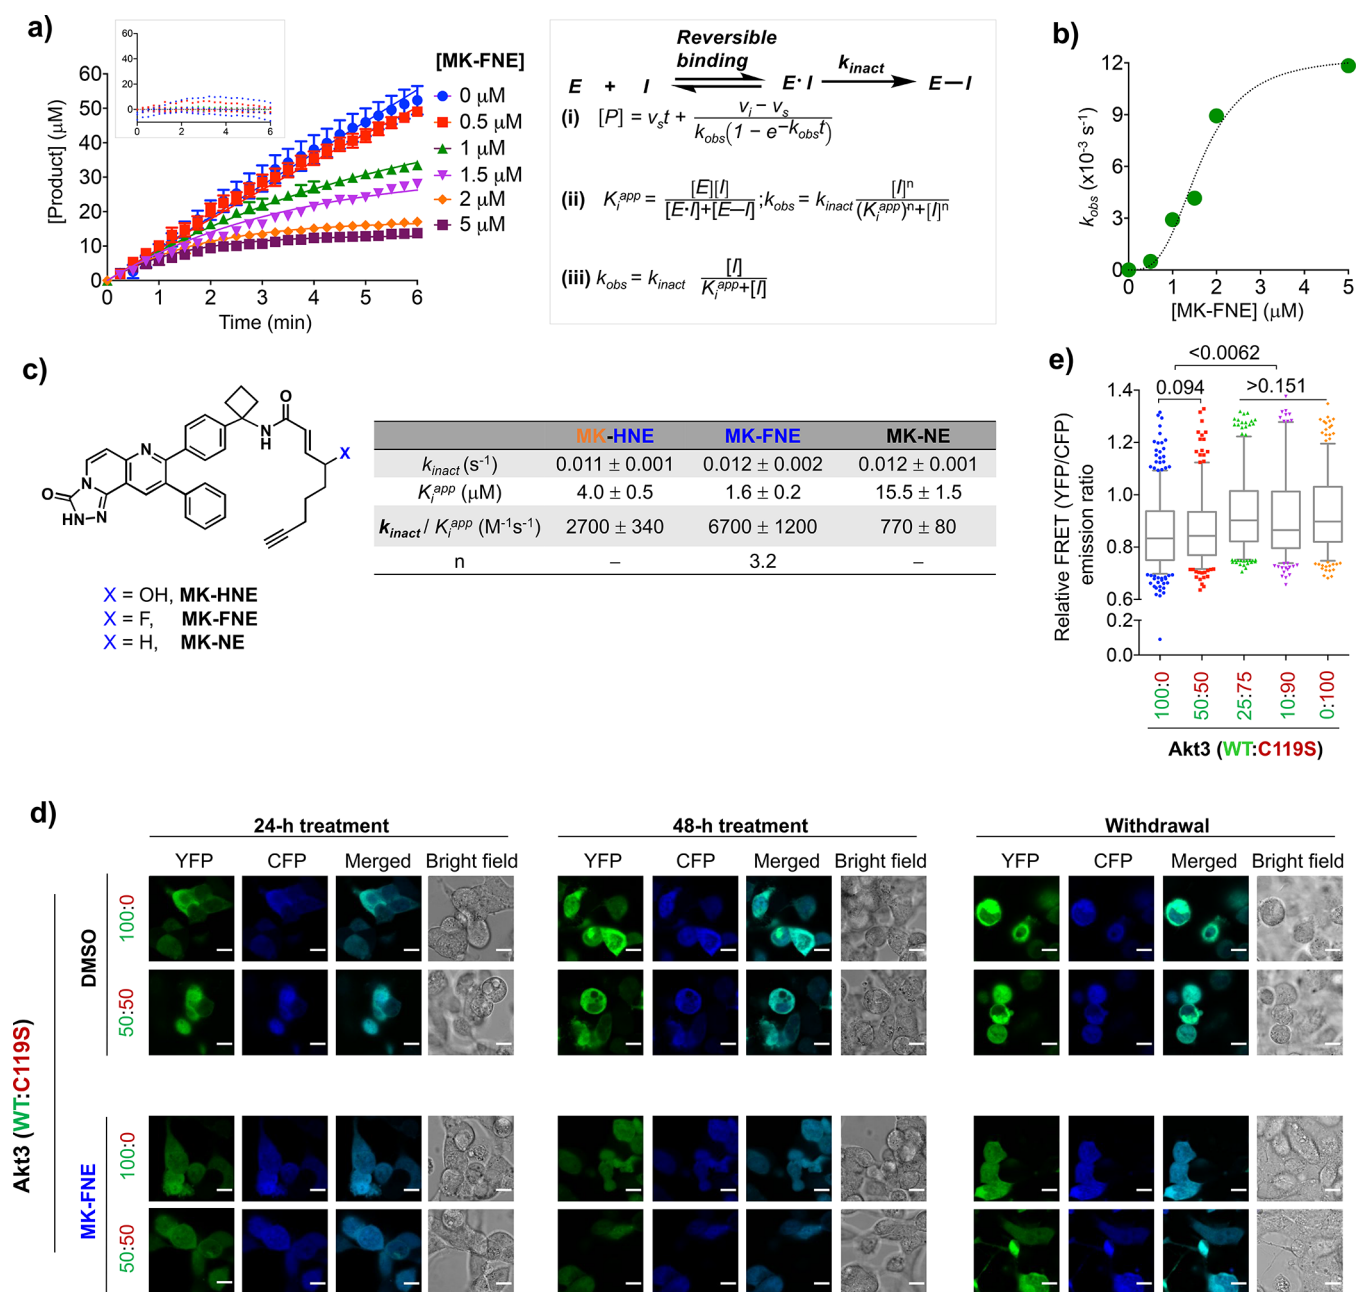 a)
60
40
20
0
0 2 4 6
[MK-FNE]
0 μM
0.5 μM
1 μM
1.5 μM
2 μM
5 μM
[Product] (μM)
60
50
40
30
20
10
0
0 1 2 3 4 5 6
Time (min)
Reversible
binding
kinact
E + I E·I E—I
(i) [P] = vst + vi – vs / kobs(1 – e–kobst)
(ii) Kiapp = [E][I] / [E·I]+[E—I] ; kobs = kinact [I]n / (Kiapp)n+[I]n
(iii) kobs = kinact [I] / Kiapp+[I]
b)
kobs (x10-3 s-1)
12
9
6
3
0
0 1 2 3 4 5
[MK-FNE] (μM)
c)
O
N
H
X
N
N
O
HN
N
X = OH, MK-HNE
X = F, MK-FNE
X = H, MK-NE
MK-HNE MK-FNE MK-NE
kinact (s-1) 0.011 ± 0.001 0.012 ± 0.002 0.012 ± 0.001
Kiapp (μM) 4.0 ± 0.5 1.6 ± 0.2 15.5 ± 1.5
kinact / Kiapp (M-1s-1) 2700 ± 340 6700 ± 1200 770 ± 80
n – 3.2 –
e)
<0.0062
0.094 >0.151
Relative FRET (YFP/CFP)
emission ratio
1.4
1.2
1.0
0.8
0.6
0.2
0.0
100:0 50:50 25:75 10:90 0:100
Akt3 (WT:C119S)
d)
24-h treatment 48-h treatment Withdrawal
YFP CFP Merged Bright field YFP CFP Merged Bright field YFP CFP Merged Bright field
Akt3 (WT:C119S)
DMSO
100:0
50:50
MK-FNE
100:0
50:50